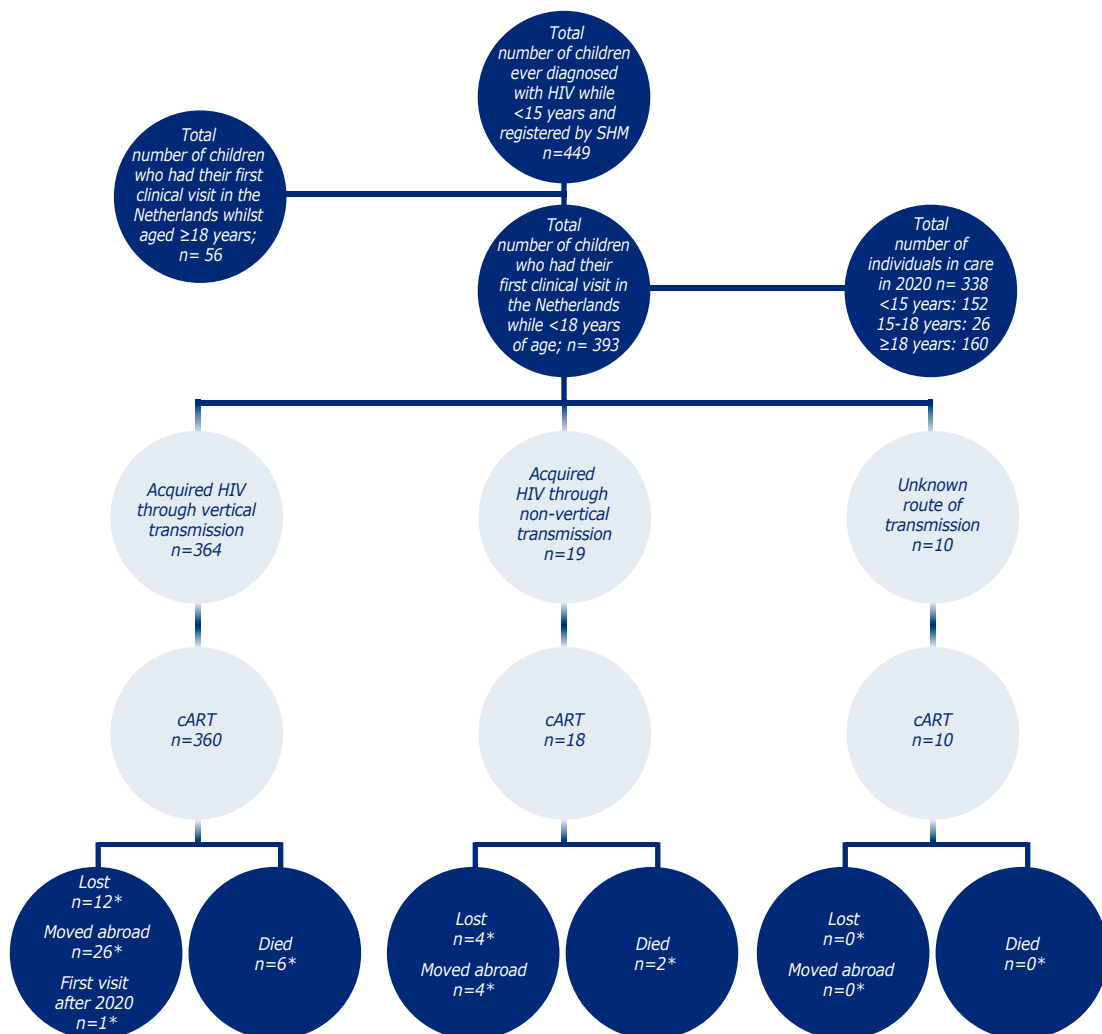 Total
number of children
ever diagnosed
with HIV while
<15 years and
registered by SHM
n=449
Total
number of children
who had their first
clinical visit in the
Netherlands whilst
aged ≥18 years;
n= 56
Total
number of children
who had their
first clinical visit in
the Netherlands
while <18 years
of age; n= 393
Total
number of
individuals in care
in 2020 n= 338
<15 years: 152
15-18 years: 26
≥18 years: 160
Acquired HIV
through vertical
transmission
n=364
Acquired
HIV through
non-vertical
transmission
n=19
Unknown
route of
transmission
n=10
cART
n=360
cART
n=18
cART
n=10
Lost
n=12*
Moved abroad
n=26*
First visit
after 2020
n=1*
Died
n=6*
Lost
n=4*
Moved abroad
n=4*
Died
n=2*
Lost
n=0*
Moved abroad
n=0*
Died
n=0*